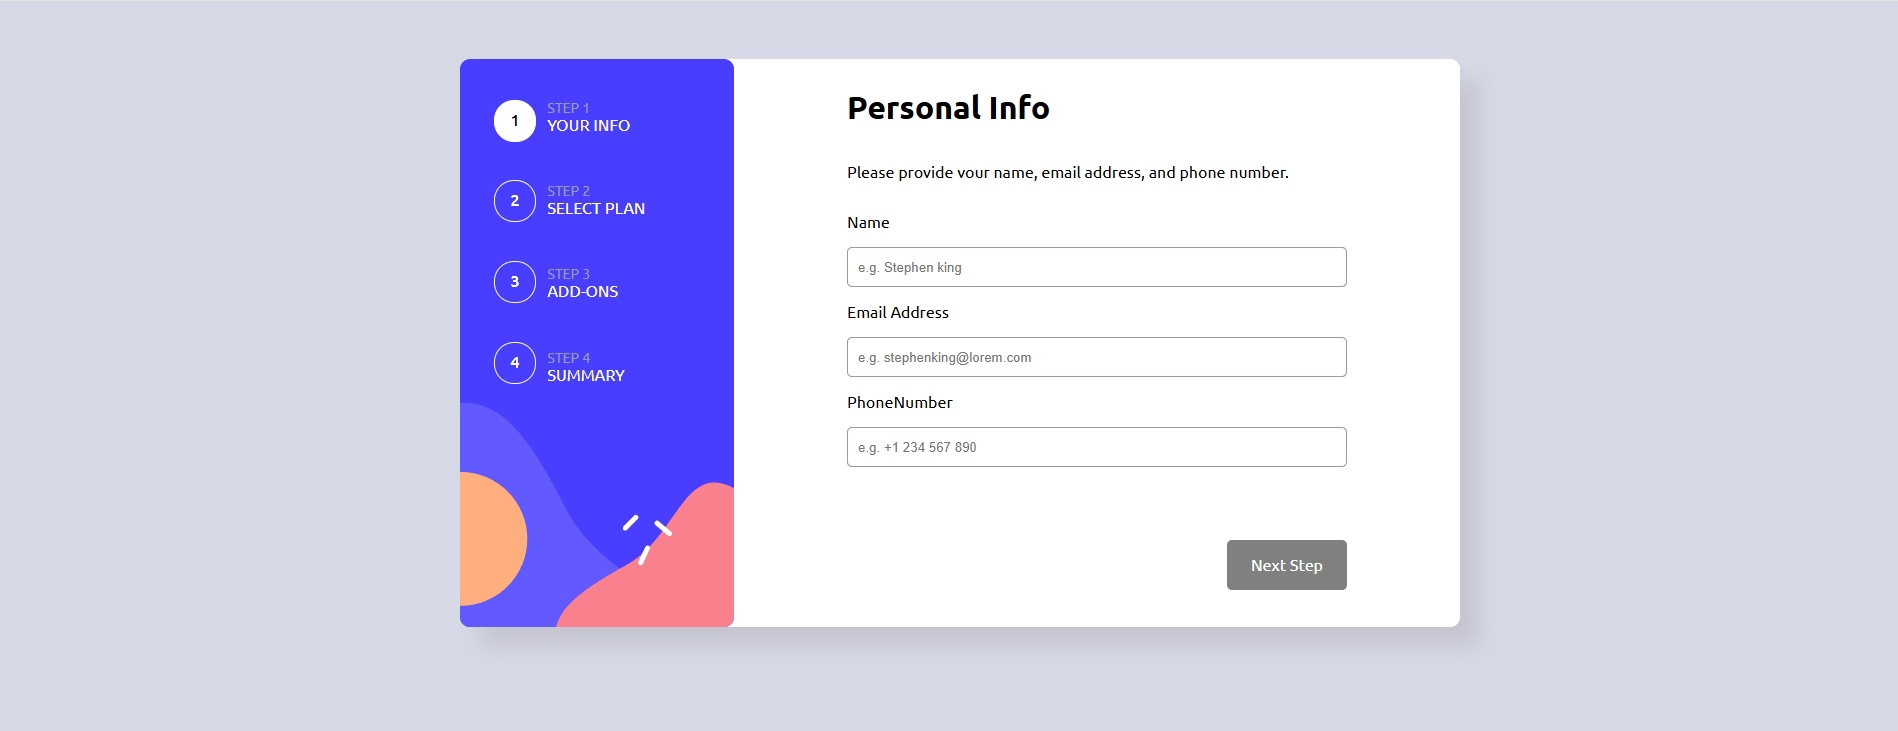 1
STEP 1
YOUR INFO
2
STEP 2
SELECT PLAN
3
STEP 3
ADD-ONS
4
STEP 4
SUMMARY
Personal Info
Please provide vour name, email address, and phone number.
Name
e.g. Stephen king
Email Address
e.g. stephenking@lorem.com
PhoneNumber
e.g. +1 234 567 890
Next Step